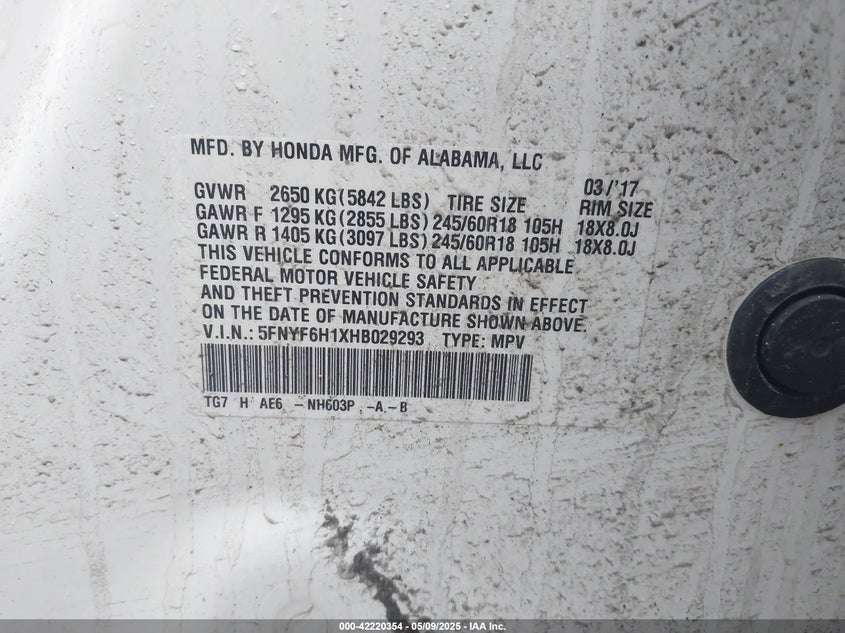 MFD. BY HONDA MFG. OF ALABAMA, LLC
03/'17
GVWR 2650 KG(5842 LBS) TIRE SIZE RIM SIZE
GAWR F 1295 KG(2855 LBS) 245/60R18 105H 18X8.0J
GAWR R 1405 KG(3097 LBS) 245/60R18 105H 18X8.0J
THIS VEHICLE CONFORMS TO ALL APPLICABLE
FEDERAL MOTOR VEHICLE SAFETY
AND THEFT PREVENTION STANDARDS IN EFFECT
ON THE DATE OF MANUFACTURE SHOWN ABOVE.
V.I.N.: 5FNYF6H1XHB029293 TYPE: MPV
TG7 H AE6 -NH603P -A-B
000-42220354 | 05/09/2025 - IAA Inc.